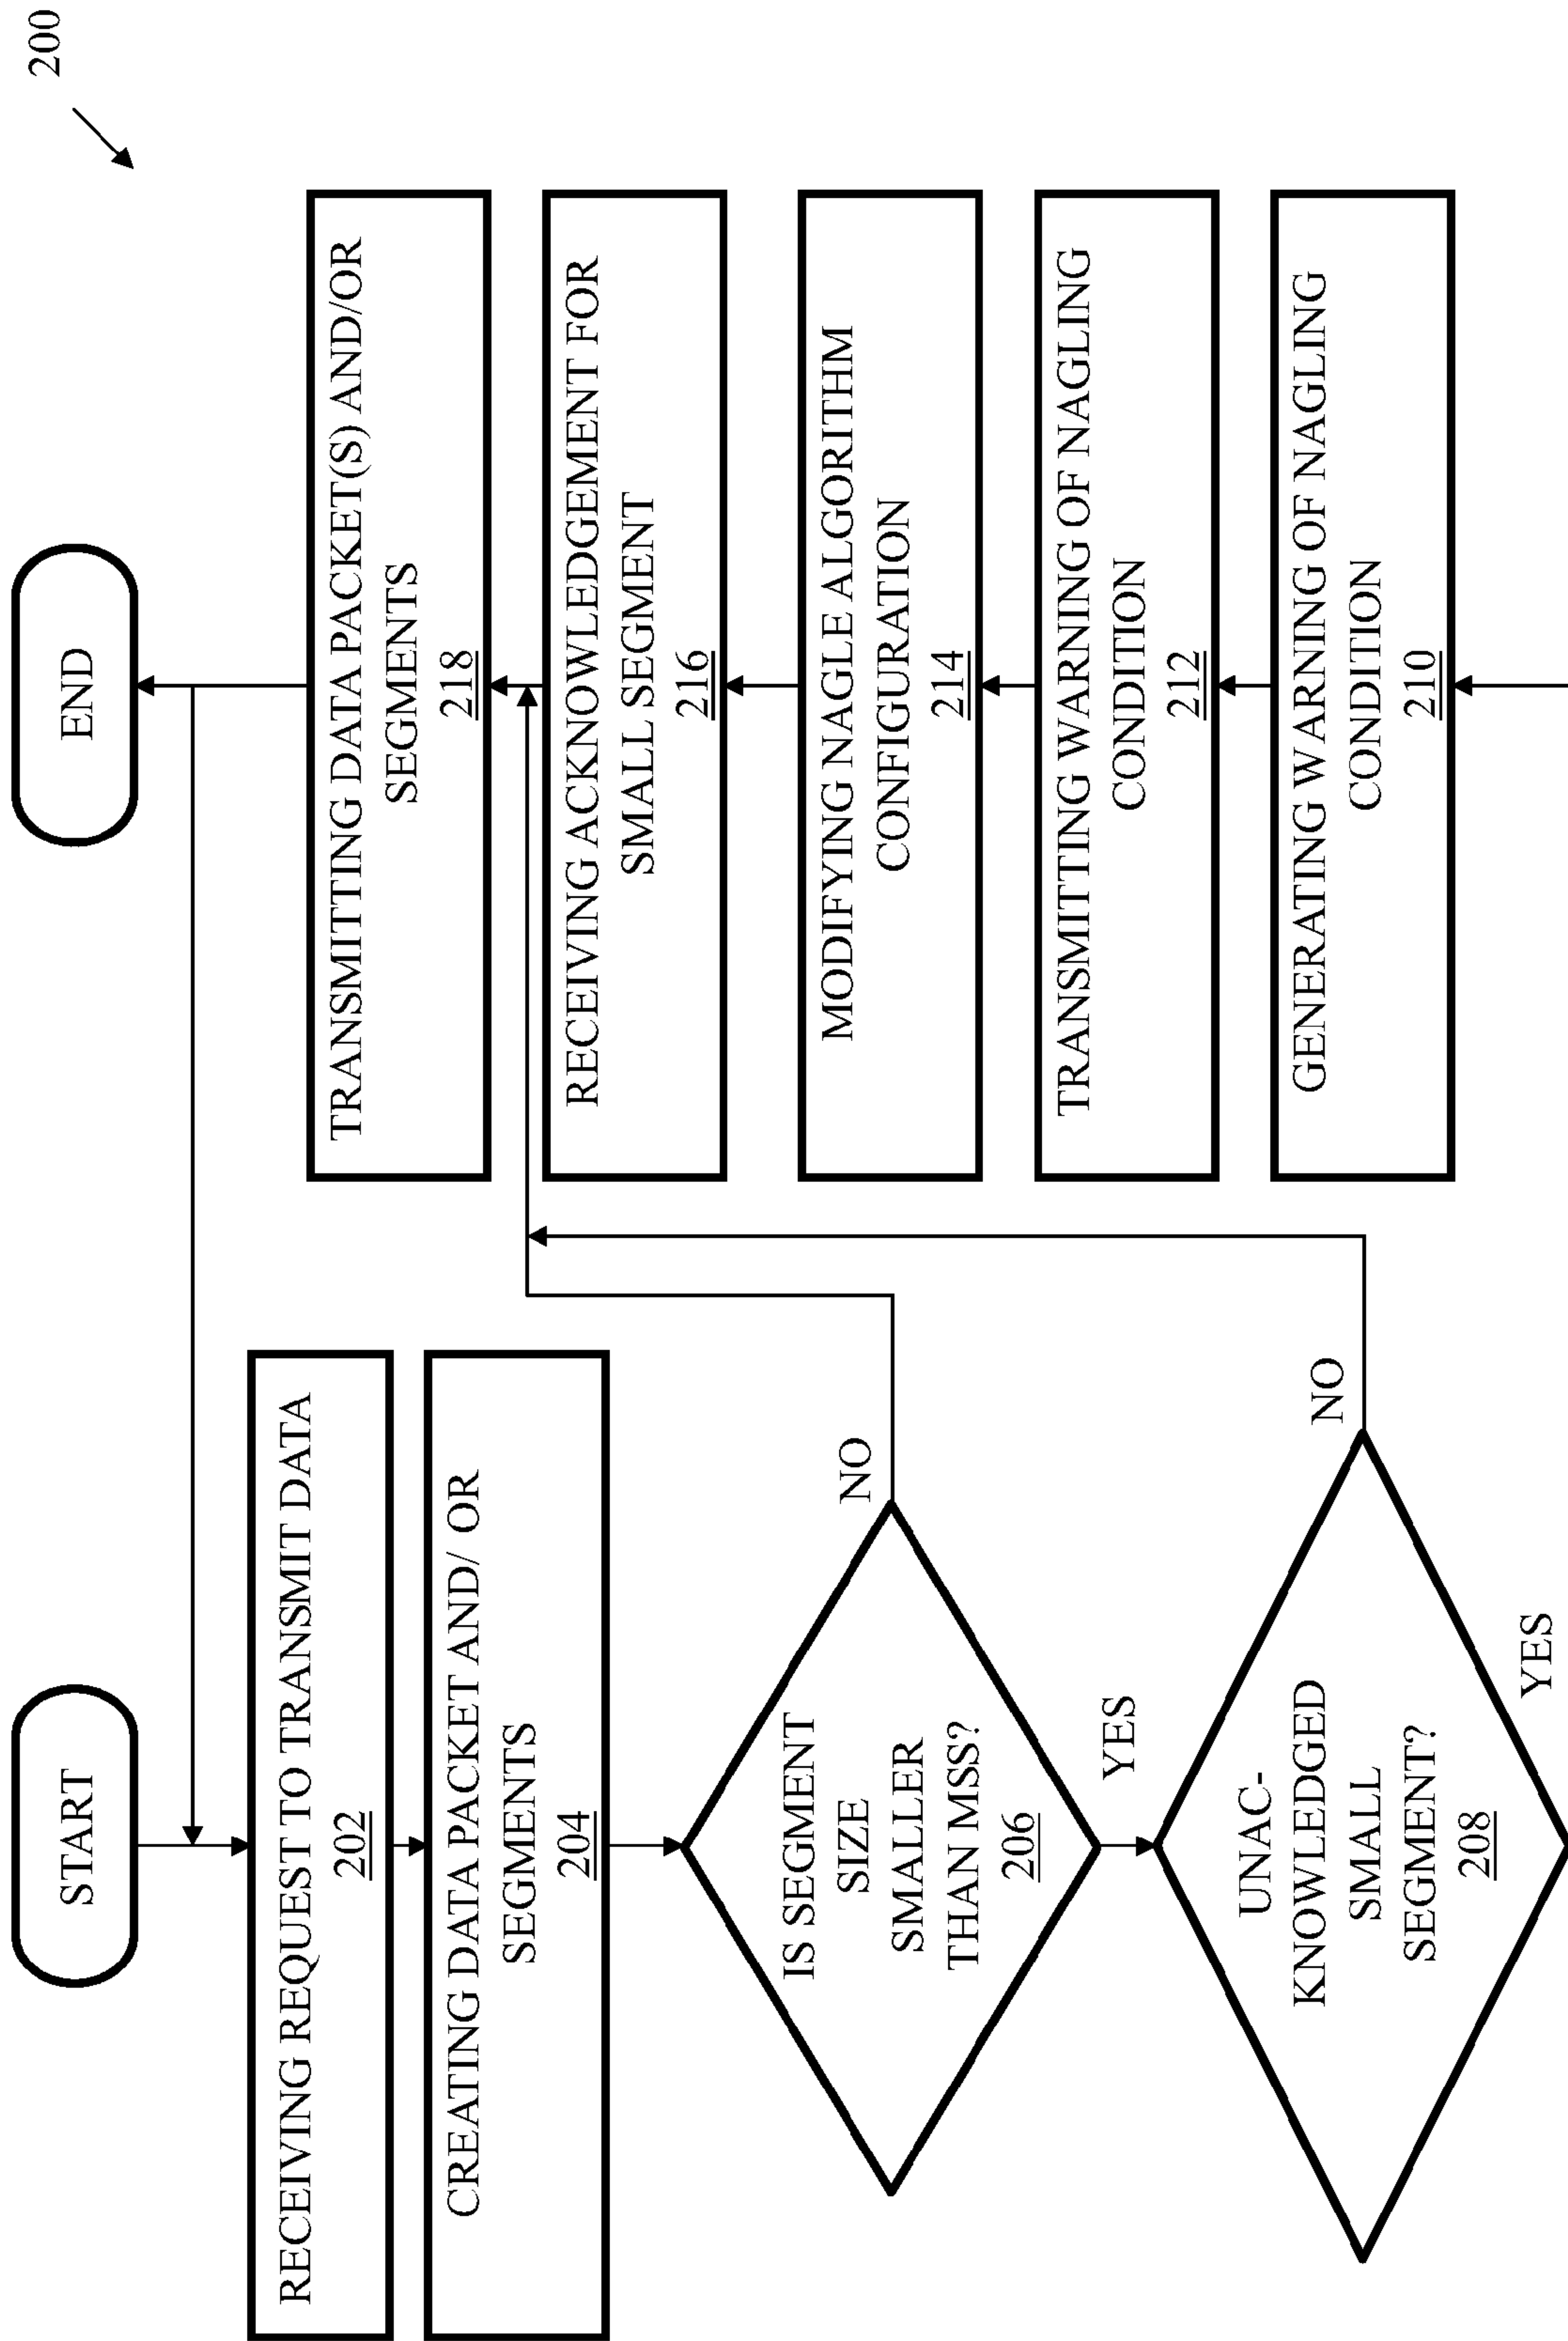 200
START
RECEIVING REQUEST TO TRANSMIT DATA
202
CREATING DATA PACKET AND/ OR
SEGMENTS
204
IS SEGMENT
SIZE
SMALLER
THAN MSS?
206
NO
YES
UNAC-
KNOWLEDGED
SMALL
SEGMENT?
208
NO
YES
END
TRANSMITTING DATA PACKET(S) AND/OR
SEGMENTS
218
RECEIVING ACKNOWLEDGEMENT FOR
SMALL SEGMENT
216
MODIFYING NAGLE ALGORITHM
CONFIGURATION
214
TRANSMITTING WARNING OF NAGLING
CONDITION
212
GENERATING WARNING OF NAGLING
CONDITION
210